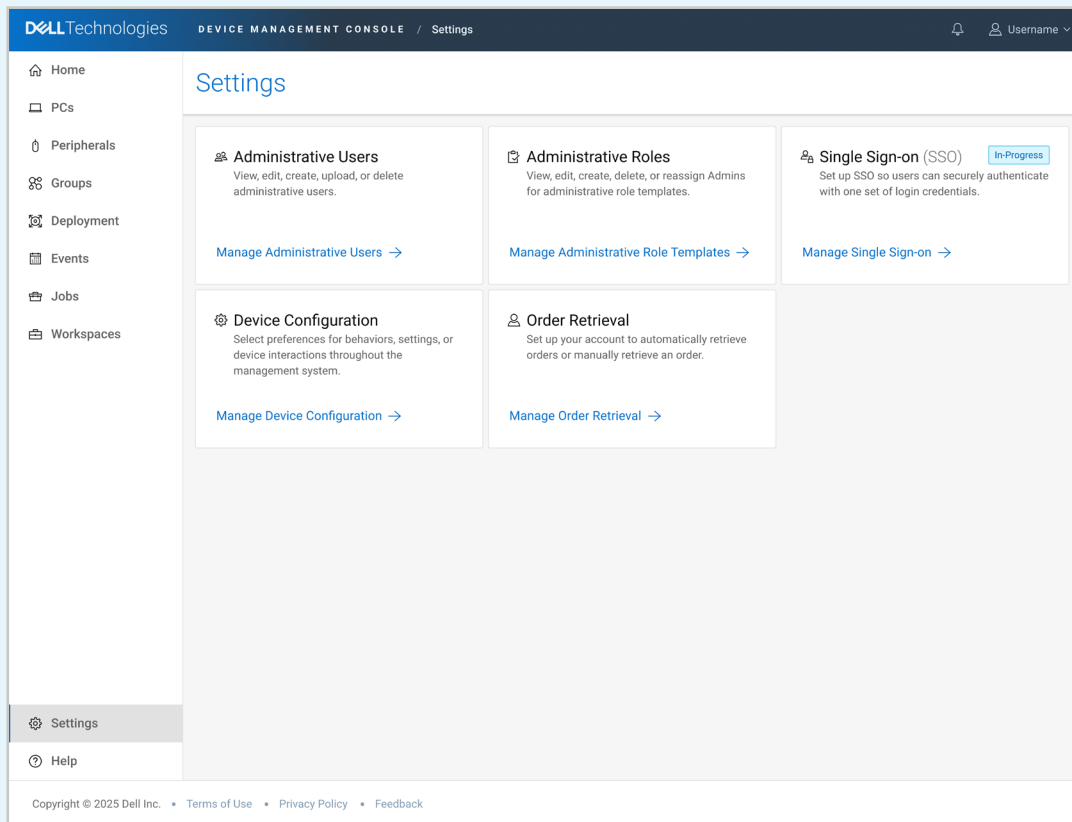 DELLTechnologies DEVICE MANAGEMENT CONSOLE / Settings Username
Home
PCs
Peripherals
Groups
Deployment
Events
Jobs
Workspaces
Settings
Help
Settings
Administrative Users
View, edit, create, upload, or delete
administrative users.
Manage Administrative Users →
Administrative Roles
View, edit, create, delete, or reassign Admins
for administrative role templates.
Manage Administrative Role Templates →
Single Sign-on (SSO) In-Progress
Set up SSO so users can securely authenticate
with one set of login credentials.
Manage Single Sign-on →
Device Configuration
Select preferences for behaviors, settings, or
device interactions throughout the
management system.
Manage Device Configuration →
Order Retrieval
Set up your account to automatically retrieve
orders or manually retrieve an order.
Manage Order Retrieval →
Copyright © 2025 Dell Inc. • Terms of Use • Privacy Policy • Feedback